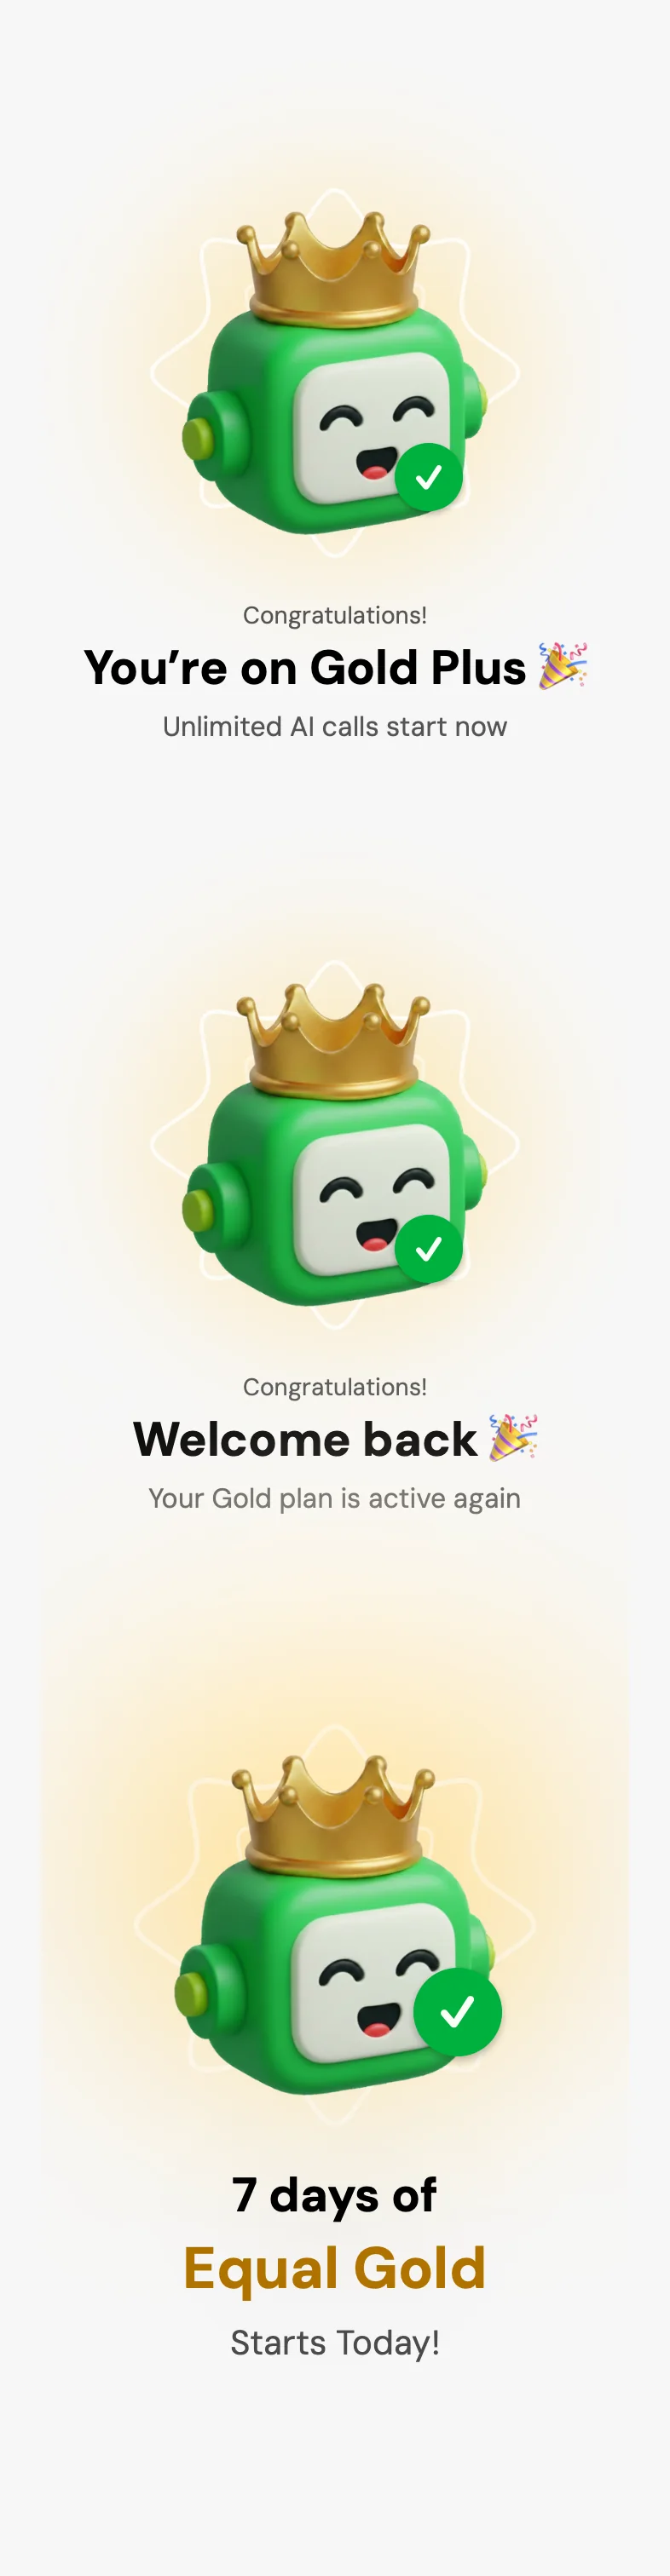 Congratulations!
You’re on Gold Plus 🎉
Unlimited AI calls start now
Congratulations!
Welcome back 🎉
Your Gold plan is active again
7 days of
Equal Gold
Starts Today!